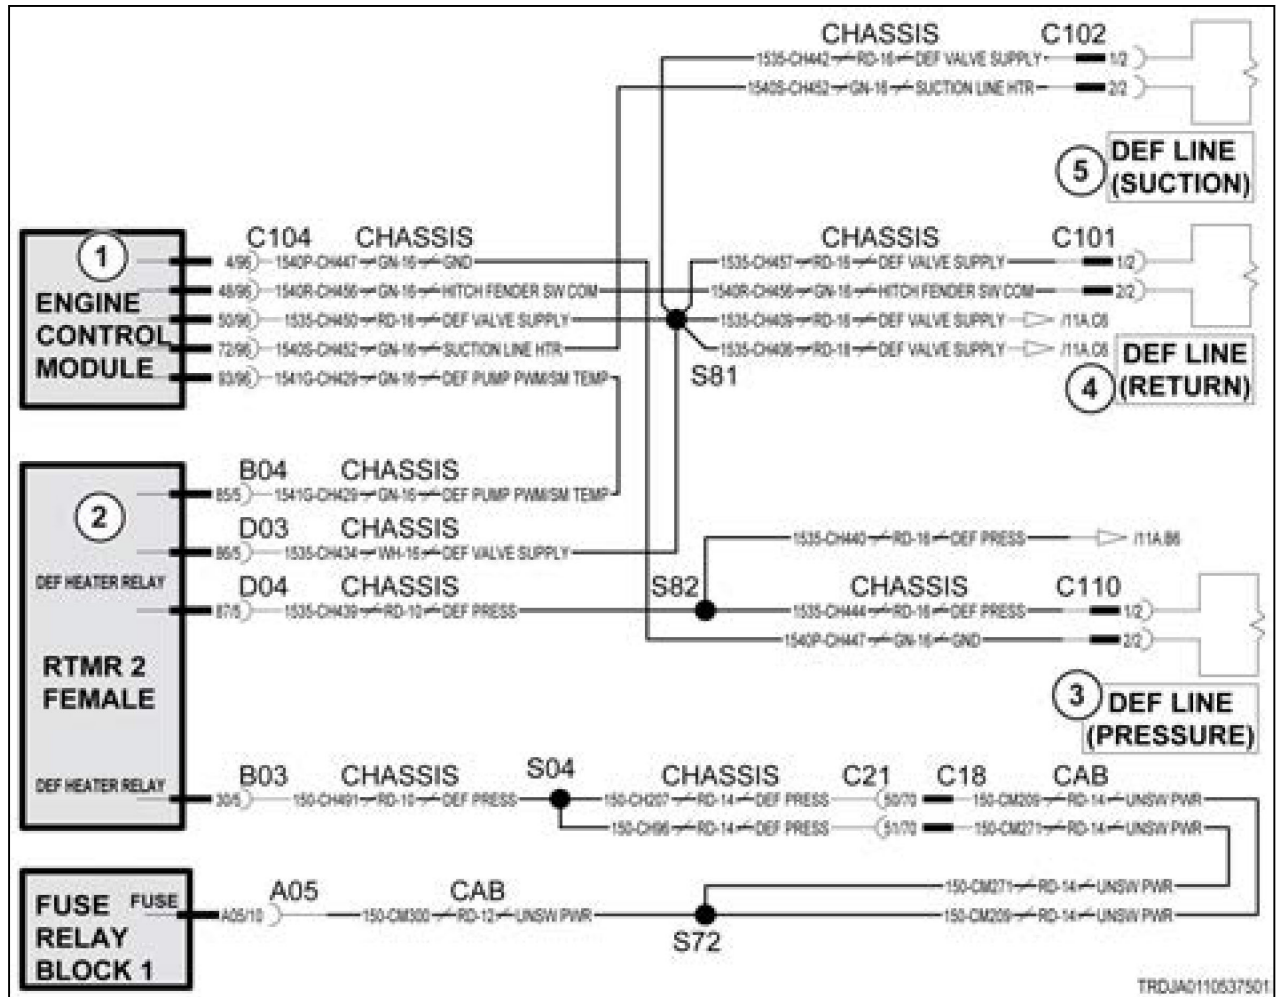 CHASSIS C102
1535-CH442 RD-16 DEF VALVE SUPPLY 1/2
1540S-CH452 GN-16 SUCTION LINE HTR 2/2
5 DEF LINE
(SUCTION)
1
ENGINE
CONTROL
MODULE
C104 CHASSIS
4/96 1540P-CH447 GN-16 GND
48/96 1540R-CH456 GN-16 HITCH FENDER SW COM
50/96 1535-CH450 RD-16 DEF VALVE SUPPLY
72/96 1540S-CH452 GN-16 SUCTION LINE HTR
93/96 1541G-CH429 GN-16 DEF PUMP PWM/SM TEMP
CHASSIS C101
1535-CH457 RD-16 DEF VALVE SUPPLY 1/2
1540R-CH456 GN-16 HITCH FENDER SW COM 2/2
1535-CH409 RD-16 DEF VALVE SUPPLY /11A.C6
1535-CH406 RD-18 DEF VALVE SUPPLY /11A.C6
S81
4 DEF LINE
(RETURN)
2
DEF HEATER RELAY
RTMR 2
FEMALE
DEF HEATER RELAY
B04 CHASSIS
85/5 1541G-CH429 GN-16 DEF PUMP PWM/SM TEMP
D03 CHASSIS
86/5 1535-CH434 WH-16 DEF VALVE SUPPLY
D04 CHASSIS
87/5 1535-CH439 RD-10 DEF PRESS
S82
1535-CH440 RD-16 DEF PRESS /11A.B6
CHASSIS C110
1535-CH444 RD-16 DEF PRESS 1/2
1540P-CH447 GN-16 GND 2/2
3 DEF LINE
(PRESSURE)
B03 CHASSIS S04 CHASSIS C21 C18 CAB
30/5 150-CH491 RD-10 DEF PRESS 150-CH207 RD-14 DEF PRESS 50/70 150-CM209 RD-14 UNSW PWR
150-CH96 RD-14 DEF PRESS 51/70 150-CM271 RD-14 UNSW PWR
FUSE
RELAY
BLOCK 1
FUSE
A05 CAB
A05/10 150-CM300 RD-12 UNSW PWR
S72
150-CM271 RD-14 UNSW PWR
150-CM209 RD-14 UNSW PWR
TRDJA0110537501